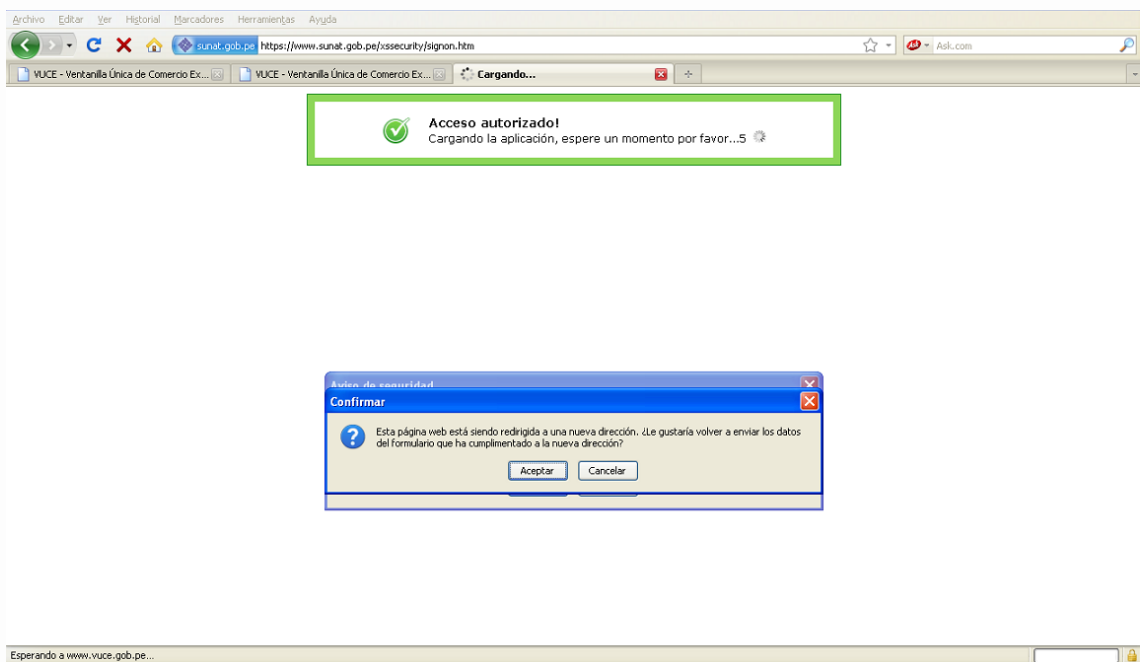 Archivo Editar Ver Historial Marcadores Herramientas Ayuda
sunat.gob.pe https://www.sunat.gob.pe/xssecurity/signon.htm
Ask.com
VUCE - Ventanilla Única de Comercio Ex... VUCE - Ventanilla Única de Comercio Ex... Cargando...
Acceso autorizado!
Cargando la aplicación, espere un momento por favor...5
Aviso de seguridad
Confirmar
Esta página web está siendo redirigida a una nueva dirección. ¿Le gustaría volver a enviar los datos
del formulario que ha cumplimentado a la nueva dirección?
Aceptar Cancelar
Esperando a www.vuce.gob.pe...